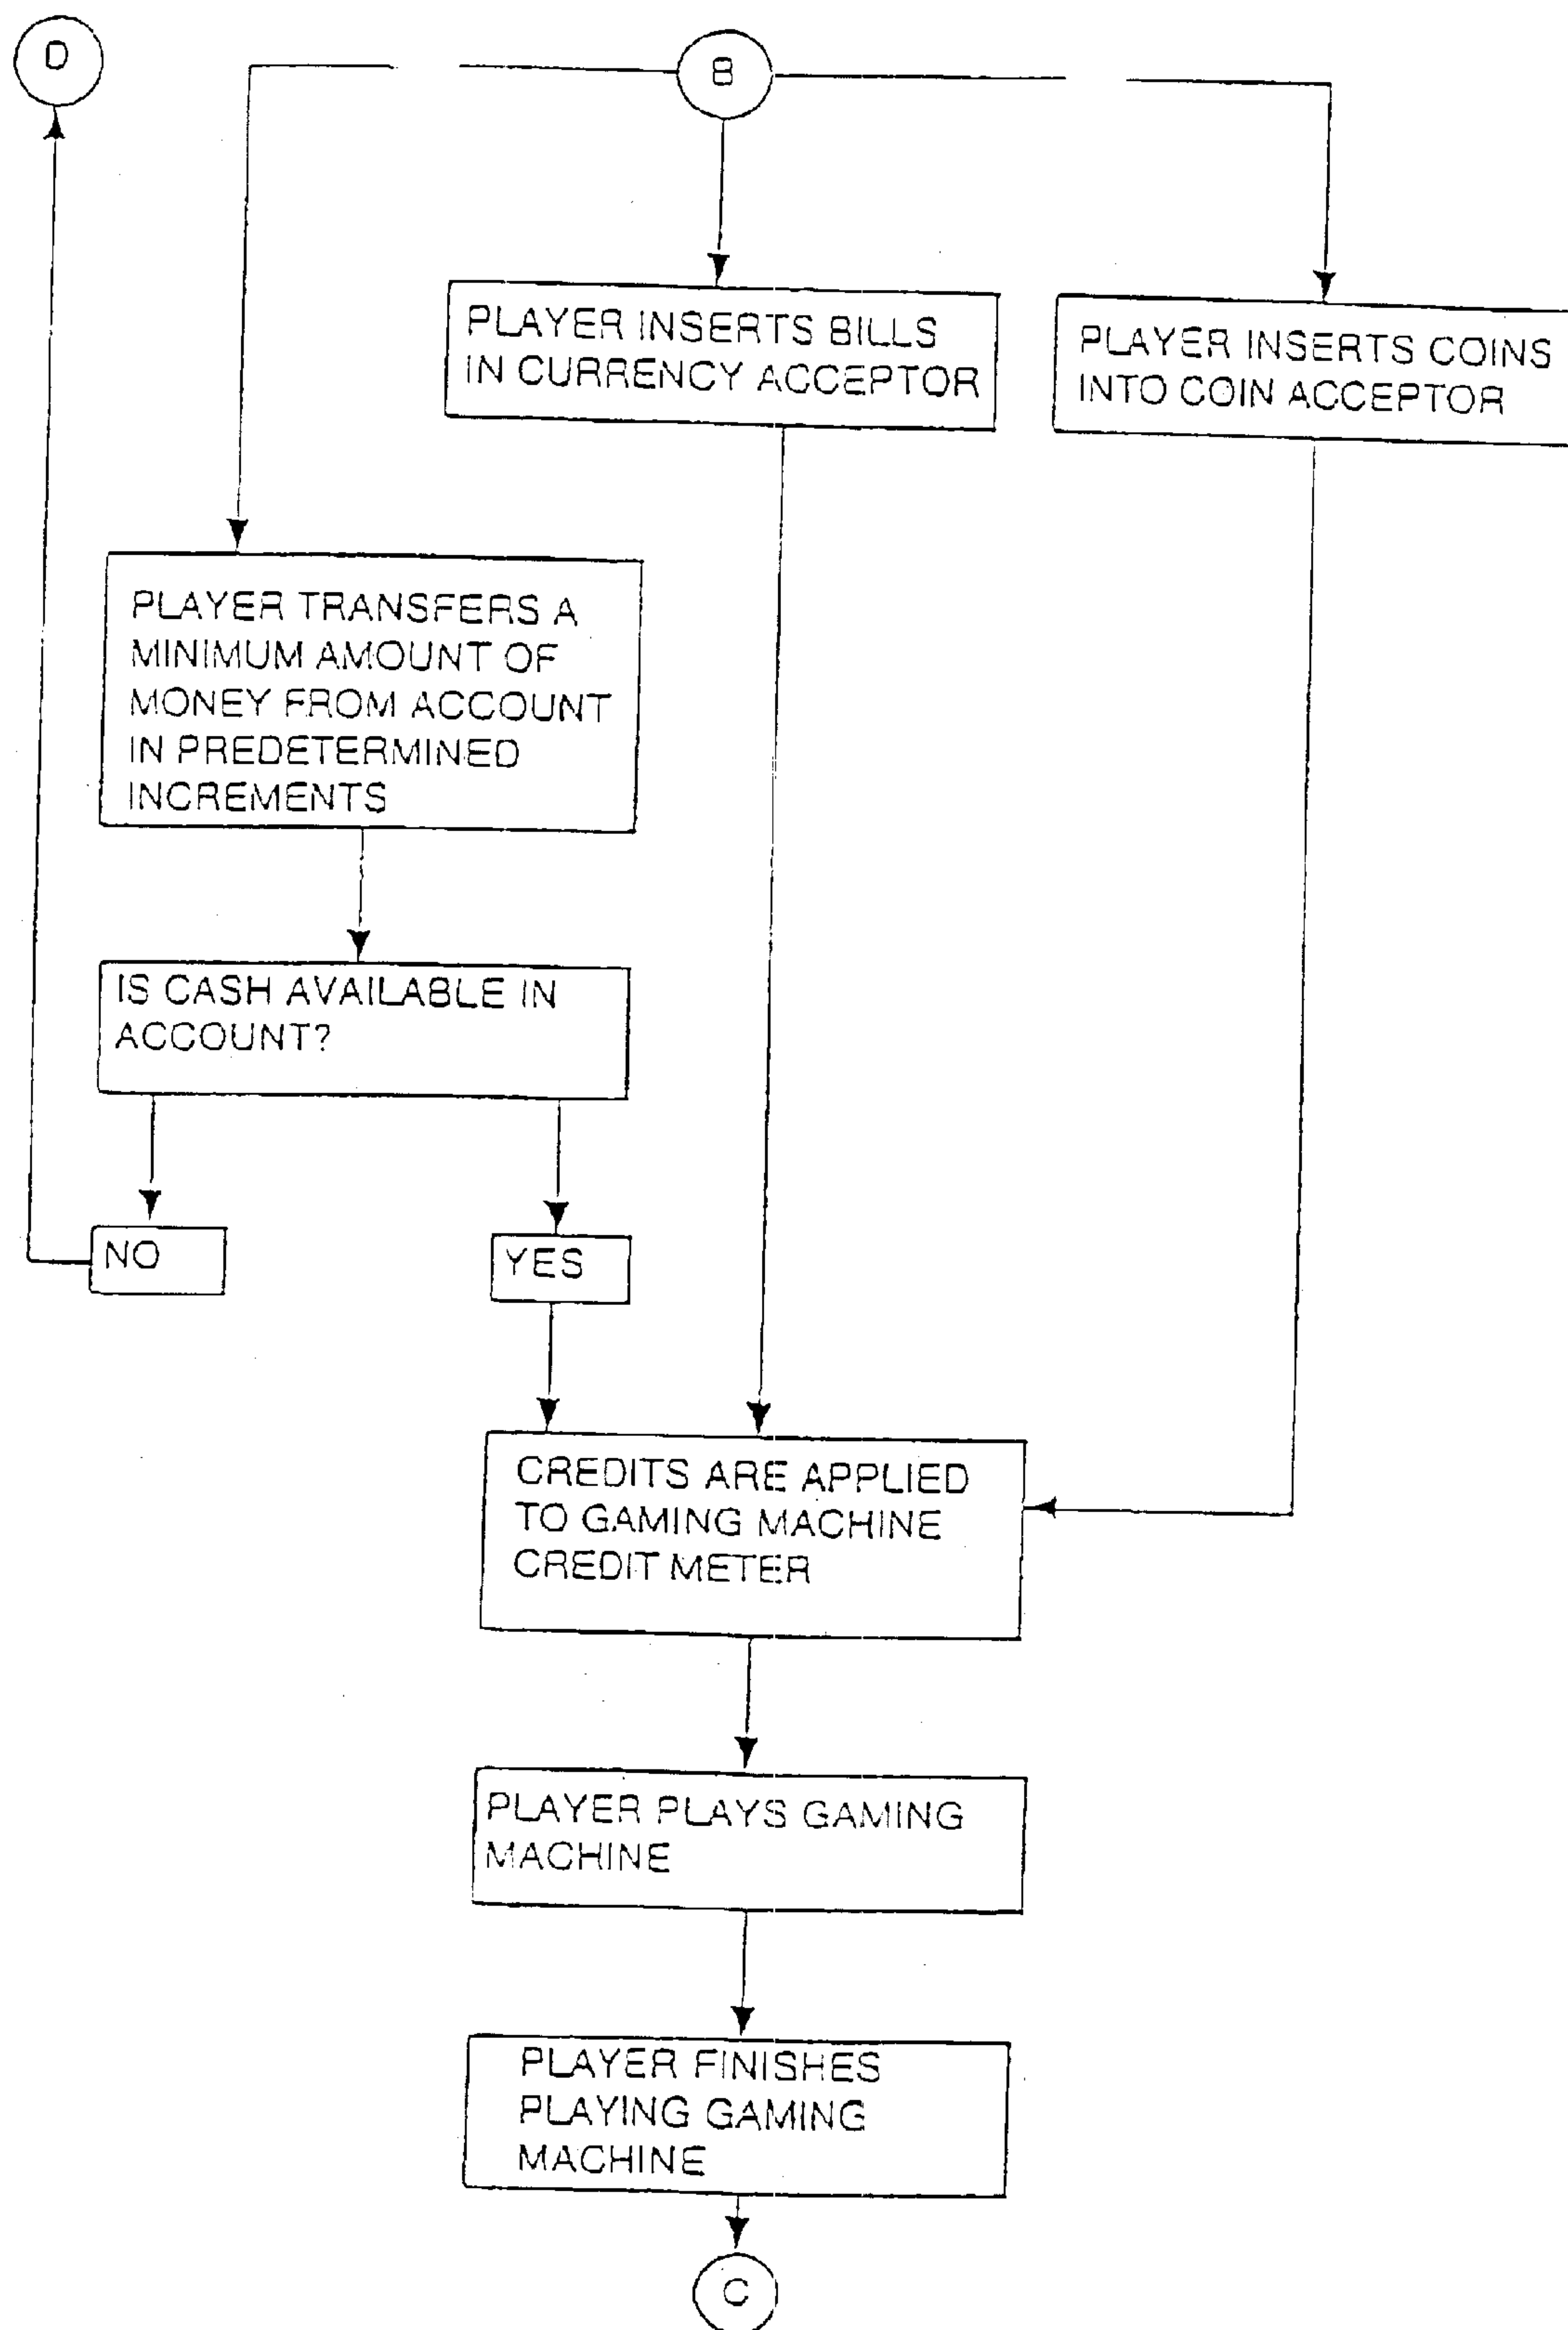 D
B
PLAYER INSERTS BILLS
IN CURRENCY ACCEPTOR
PLAYER INSERTS COINS
INTO COIN ACCEPTOR
PLAYER TRANSFERS A
MINIMUM AMOUNT OF
MONEY FROM ACCOUNT
IN PREDETERMINED
INCREMENTS
IS CASH AVAILABLE IN
ACCOUNT?
NO
YES
CREDITS ARE APPLIED
TO GAMING MACHINE
CREDIT METER
PLAYER PLAYS GAMING
MACHINE
PLAYER FINISHES
PLAYING GAMING
MACHINE
C